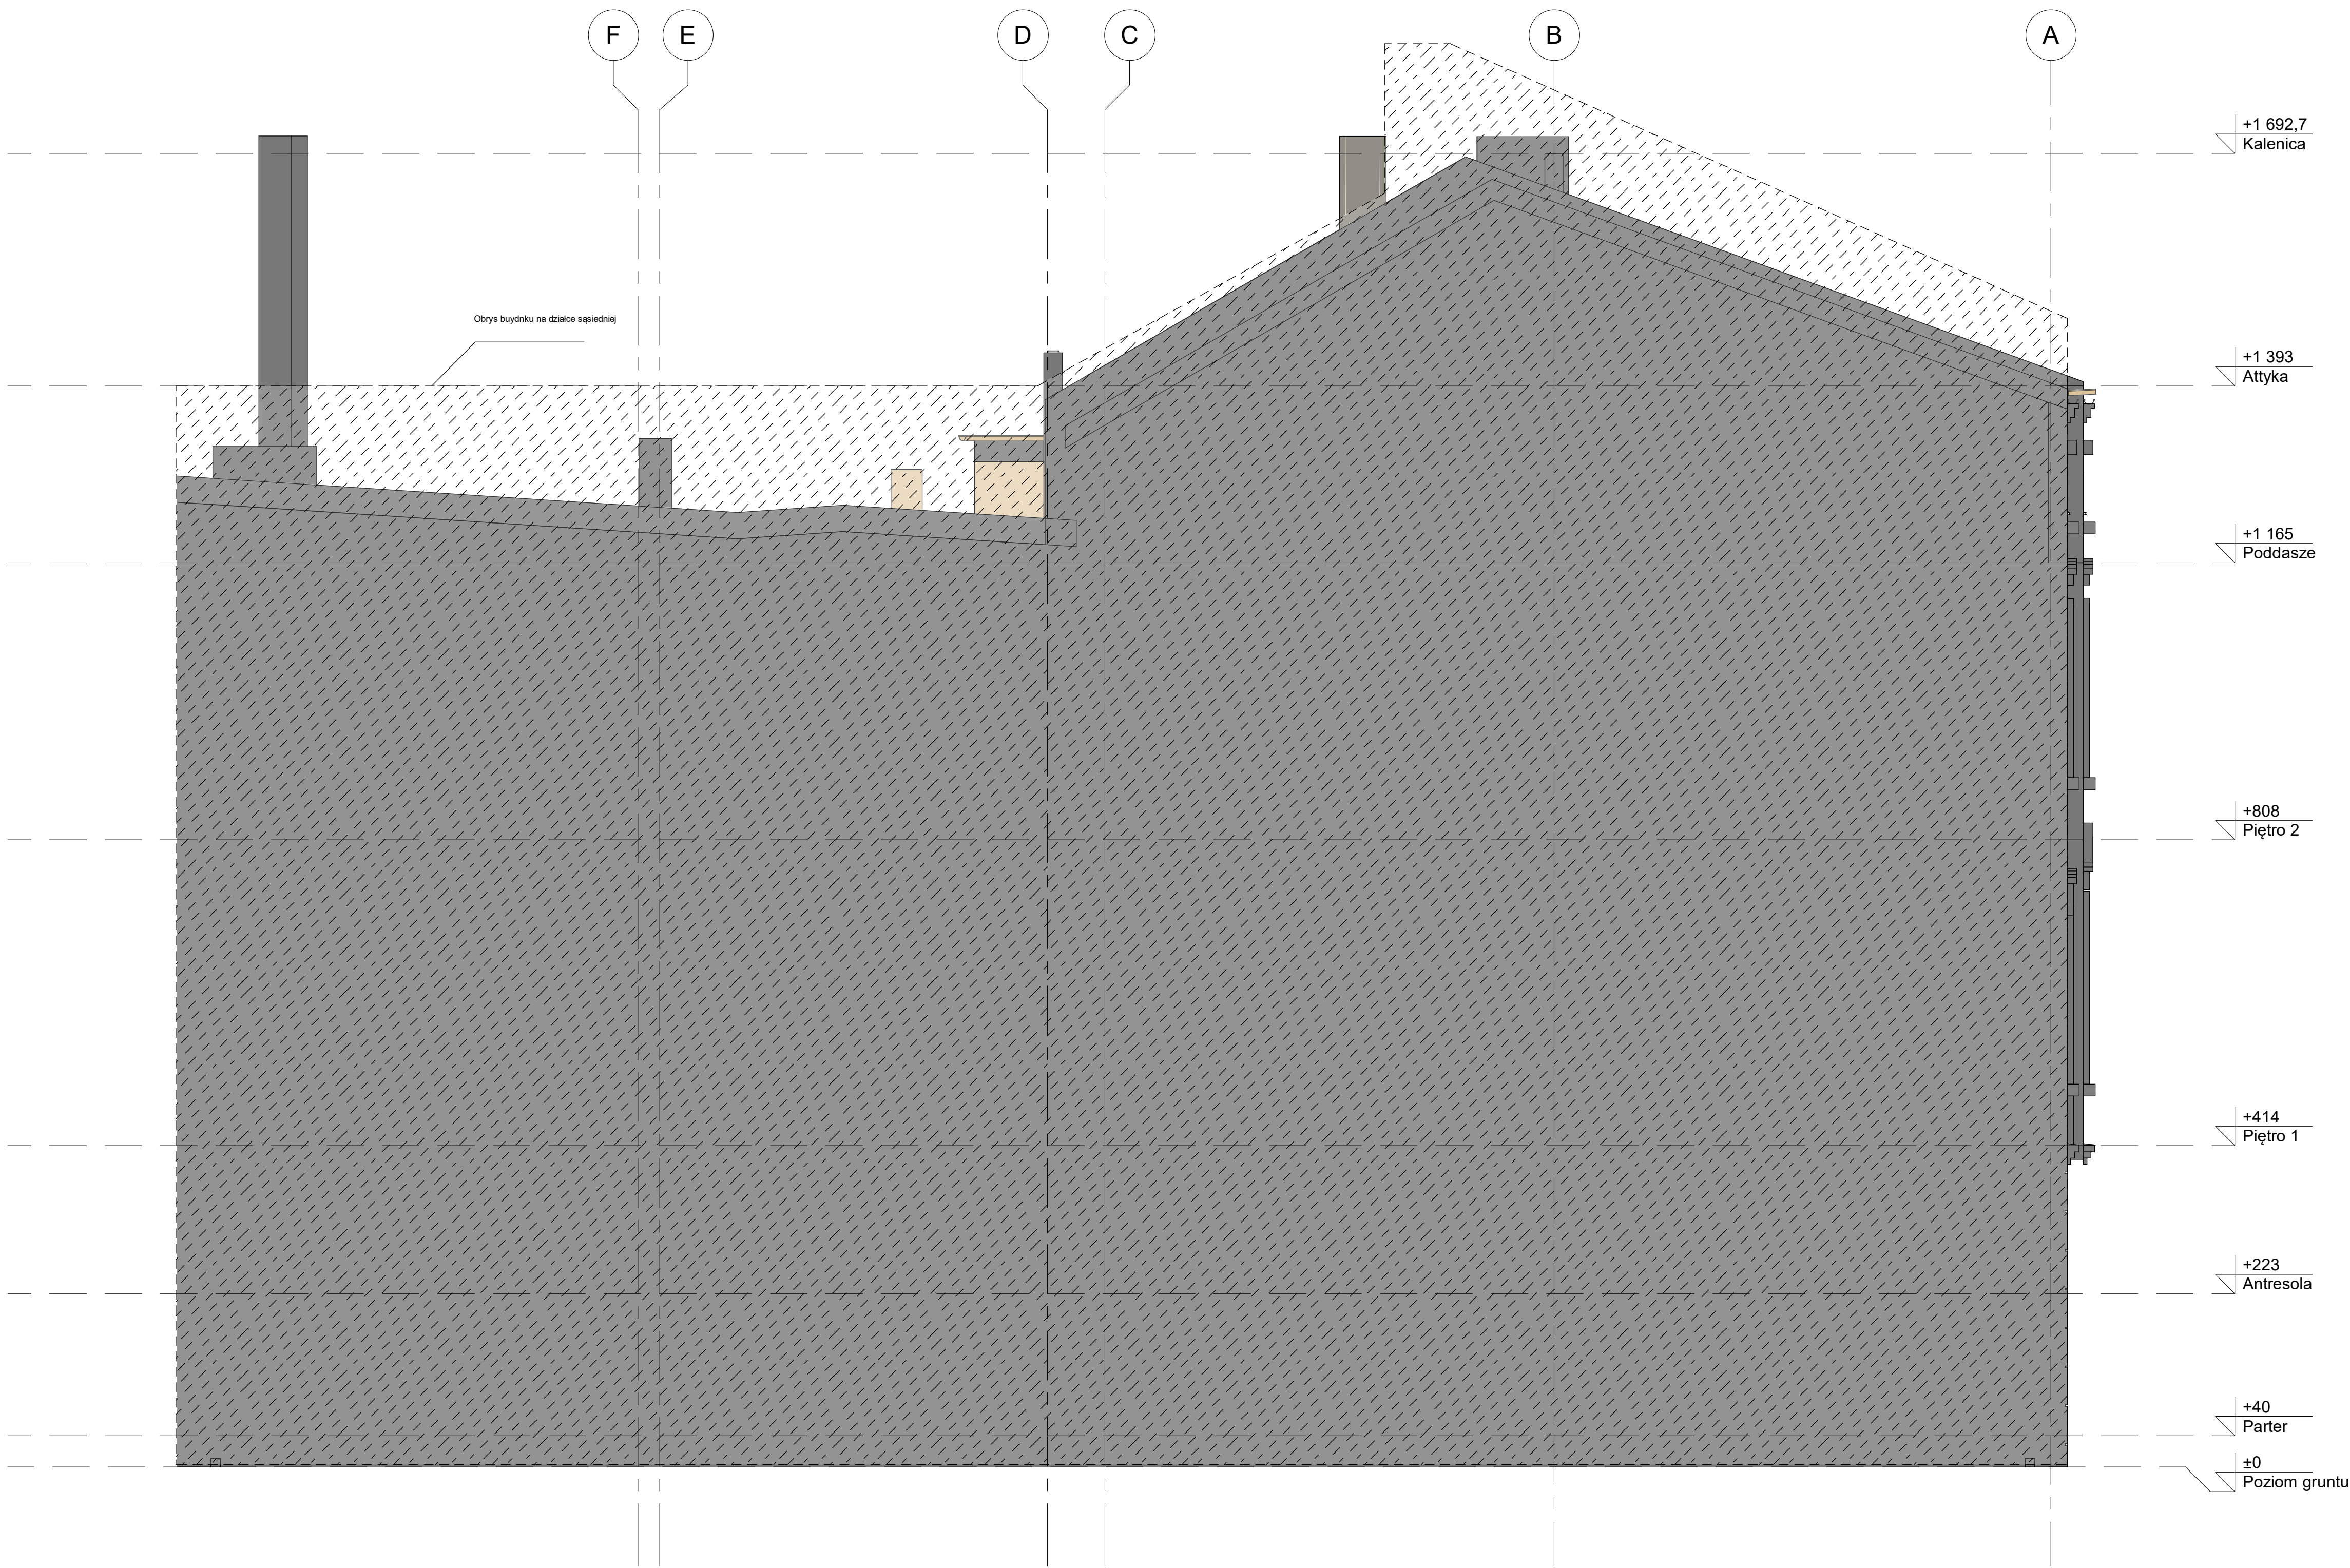 F
E
D
C
B
A
+1 692,7
Kalenica
Obrys buydnku na działce sąsiedniej
+1 393
Attyka
+1 165
Poddasze
+808
Piętro 2
+414
Piętro 1
+223
Antresola
+40
Parter
±0
Poziom gruntu